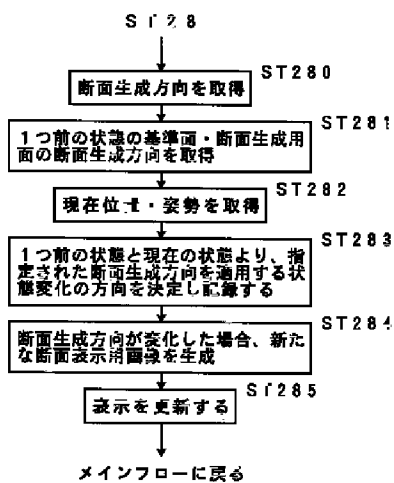 ST28
ST280
断面生成方向を取得
ST281
1つ前の状態の基準面・断面生成用
面の断面生成方向を取得
ST282
現在位置・姿勢を取得
ST283
1つ前の状態と現在の状態より、指
定された断面生成方向を適用する状
態変化の方向を決定し記録する
ST284
断面生成方向が変化した場合、新た
な断面表示用画像を生成
ST285
表示を更新する
メインフローに戻る